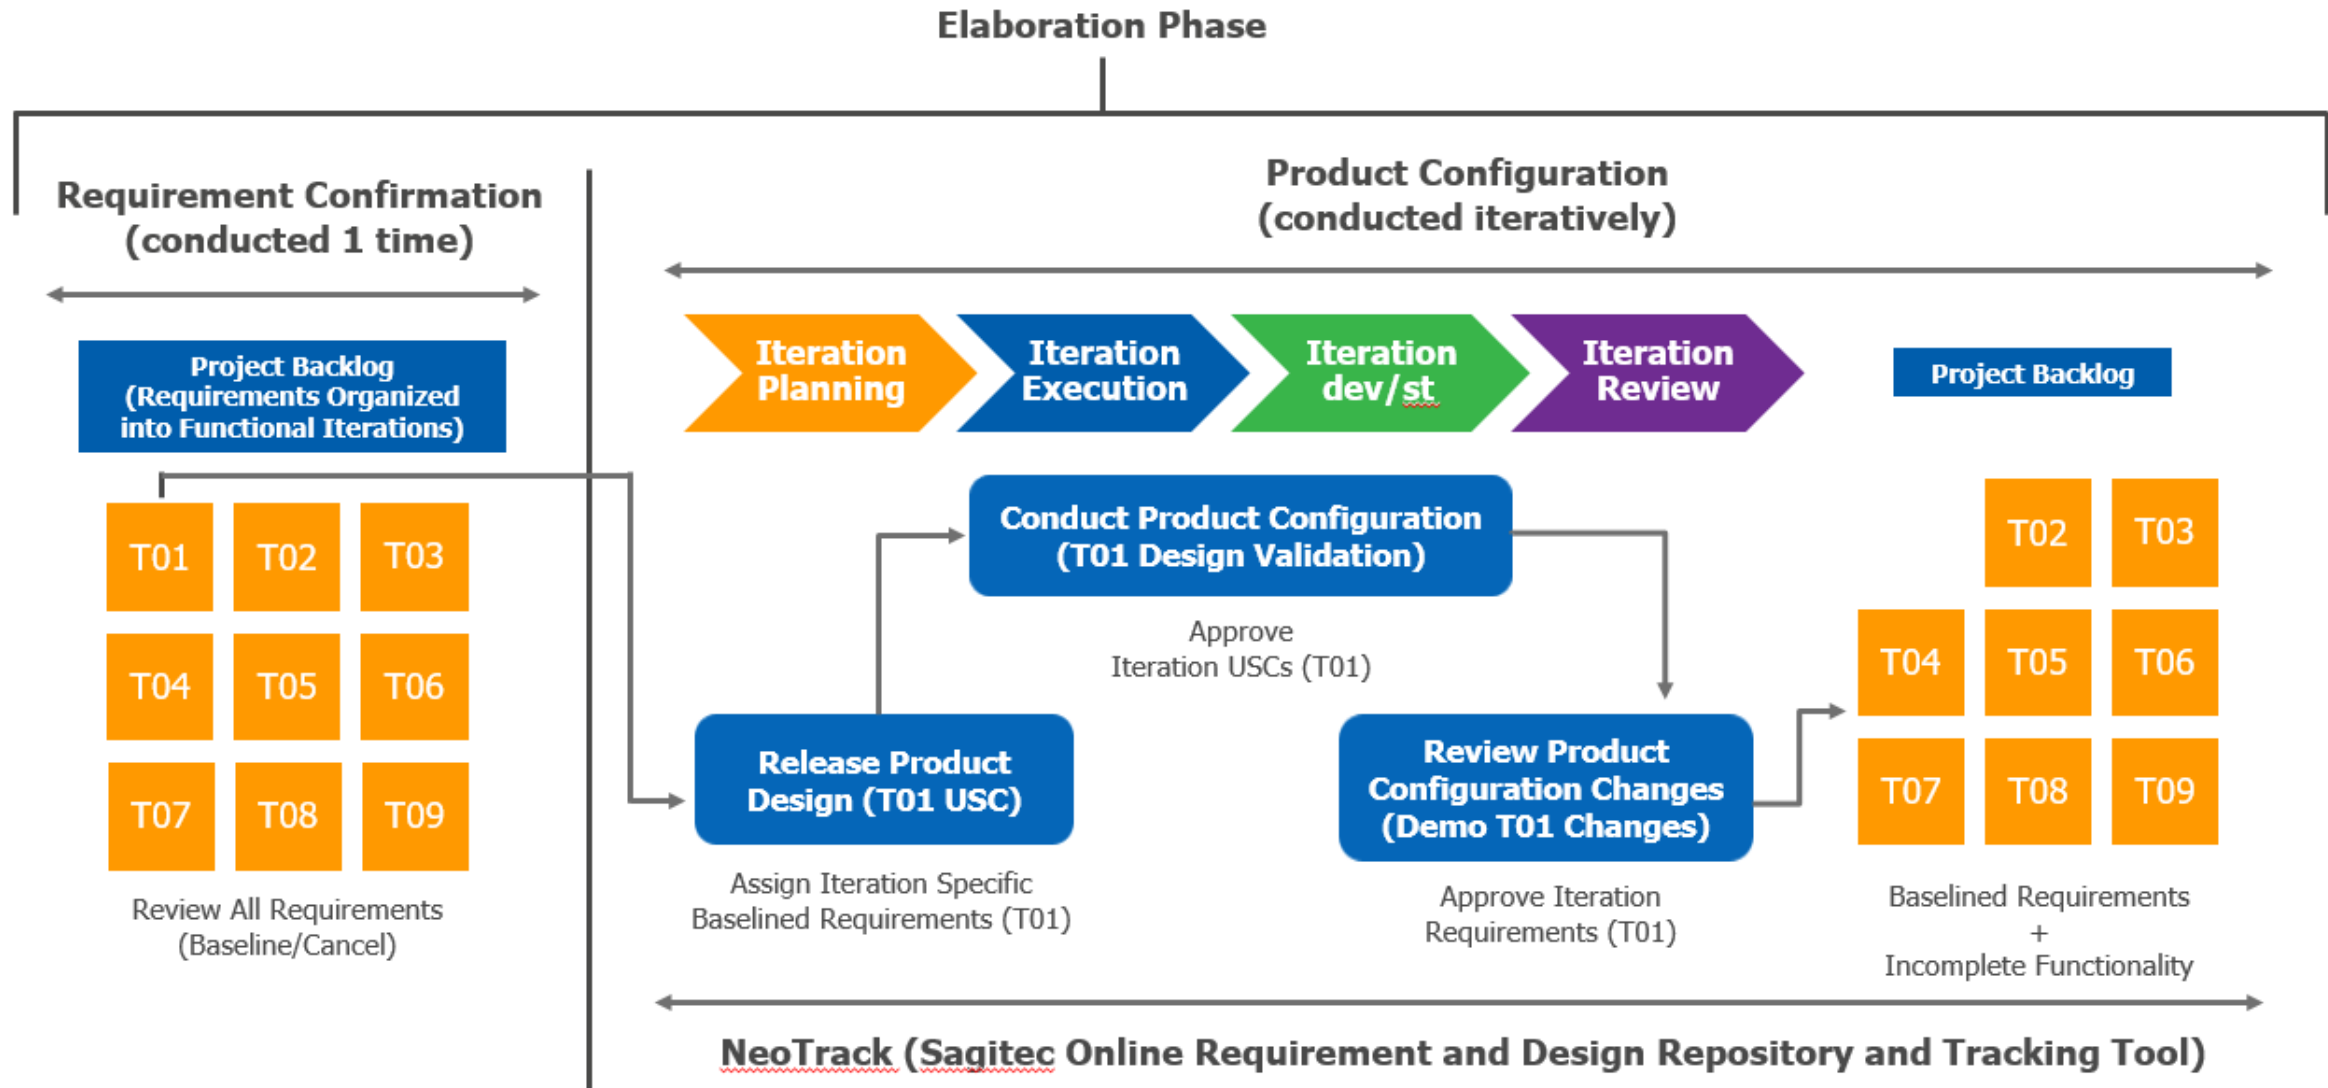 Elaboration Phase
Requirement Confirmation
(conducted 1 time)
Product Configuration
(conducted iteratively)
Project Backlog
(Requirements Organized
into Functional Iterations)
Iteration
Planning
Iteration
Execution
Iteration
dev/st
Iteration
Review
Project Backlog
T01
T02
T03
T04
T05
T06
T07
T08
T09
Review All Requirements
(Baseline/Cancel)
Release Product
Design (T01 USC)
Assign Iteration Specific
Baselined Requirements (T01)
Conduct Product Configuration
(T01 Design Validation)
Approve
Iteration USCs (T01)
Review Product
Configuration Changes
(Demo T01 Changes)
Approve Iteration
Requirements (T01)
T02
T03
T04
T05
T06
T07
T08
T09
Baselined Requirements
+
Incomplete Functionality
NeoTrack (Sagitec Online Requirement and Design Repository and Tracking Tool)